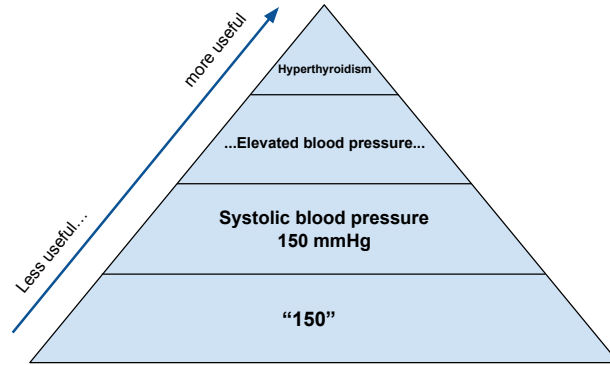 more useful
Less useful...
Hyperthyroidism
...Elevated blood pressure...
Systolic blood pressure
150 mmHg
“150”